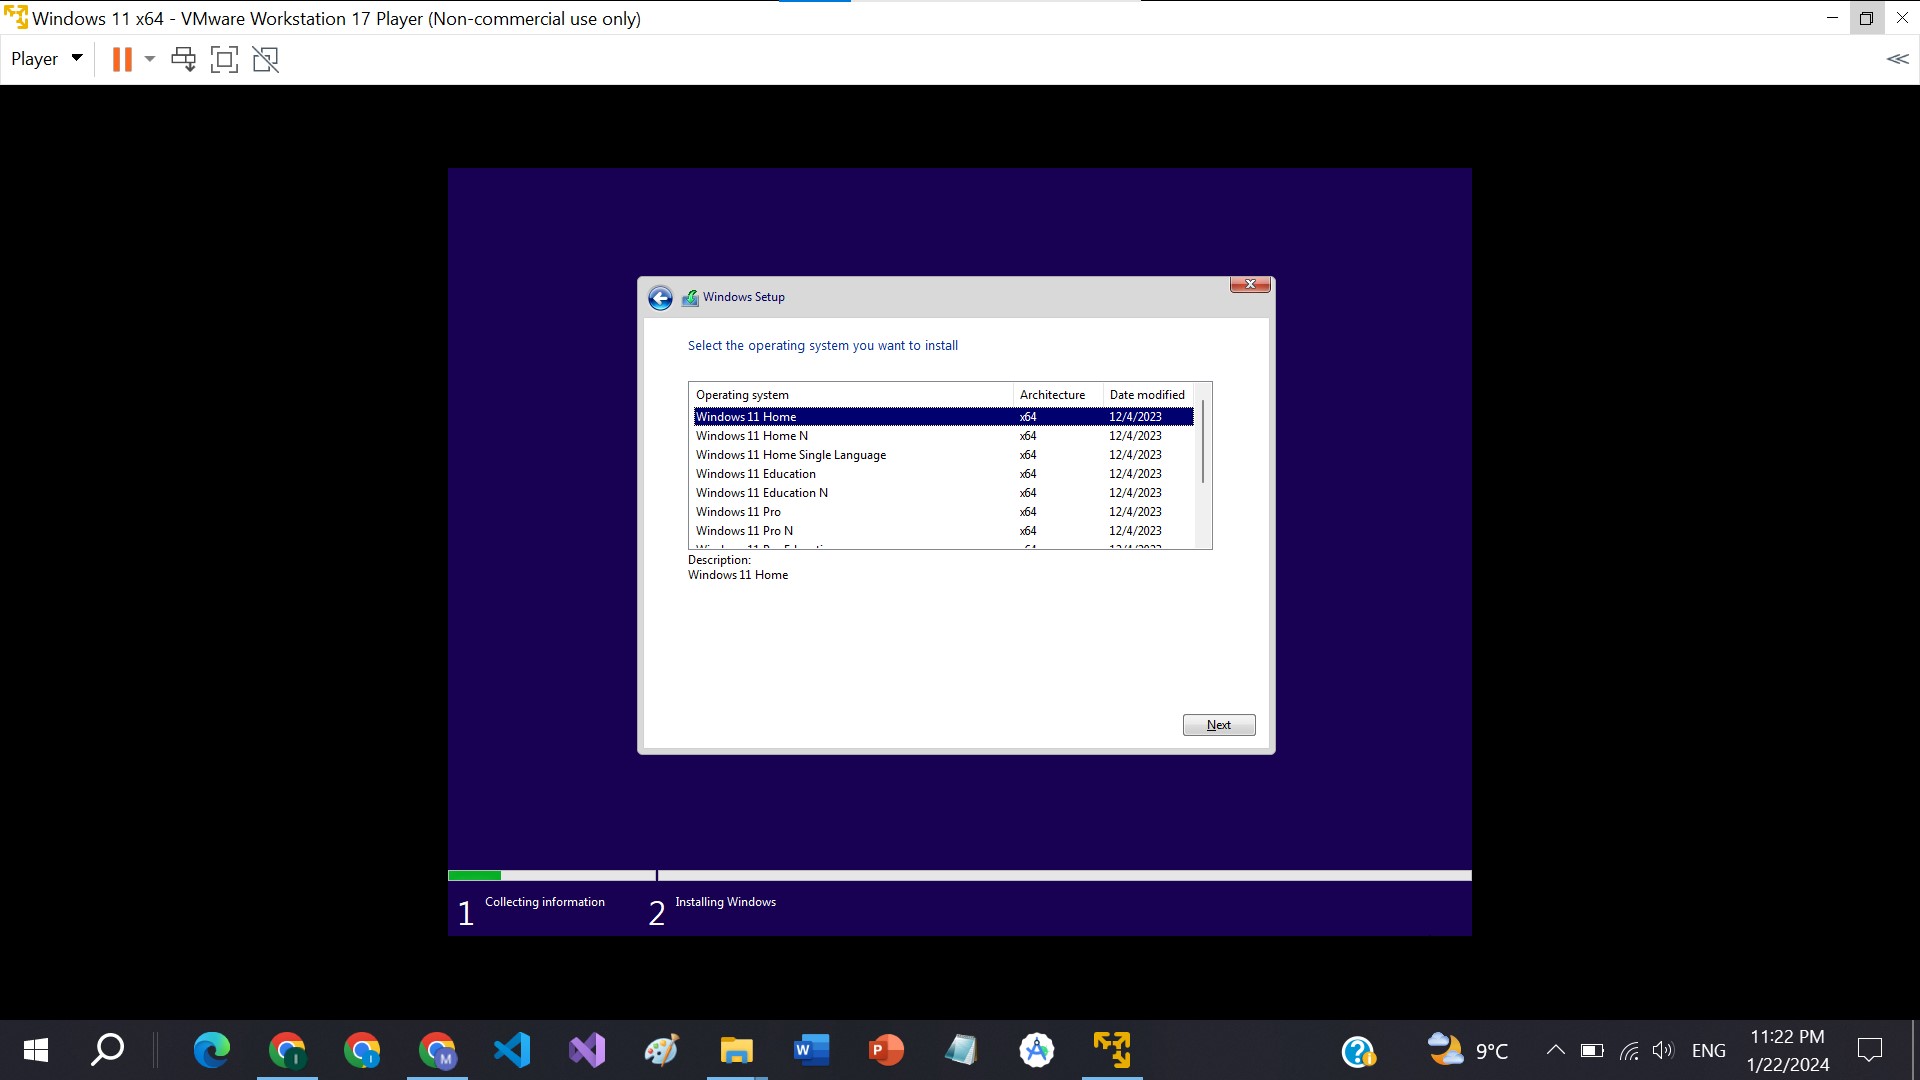 Windows 11 x64 - VMware Workstation 17 Player (Non-commercial use only)
Player
Windows Setup
Select the operating system you want to install
Operating system Architecture Date modified
Windows 11 Home x64 12/4/2023
Windows 11 Home N x64 12/4/2023
Windows 11 Home Single Language x64 12/4/2023
Windows 11 Education x64 12/4/2023
Windows 11 Education N x64 12/4/2023
Windows 11 Pro x64 12/4/2023
Windows 11 Pro N x64 12/4/2023
Description:
Windows 11 Home
Next
1 Collecting information 2 Installing Windows
9°C
ENG
11:22 PM
1/22/2024